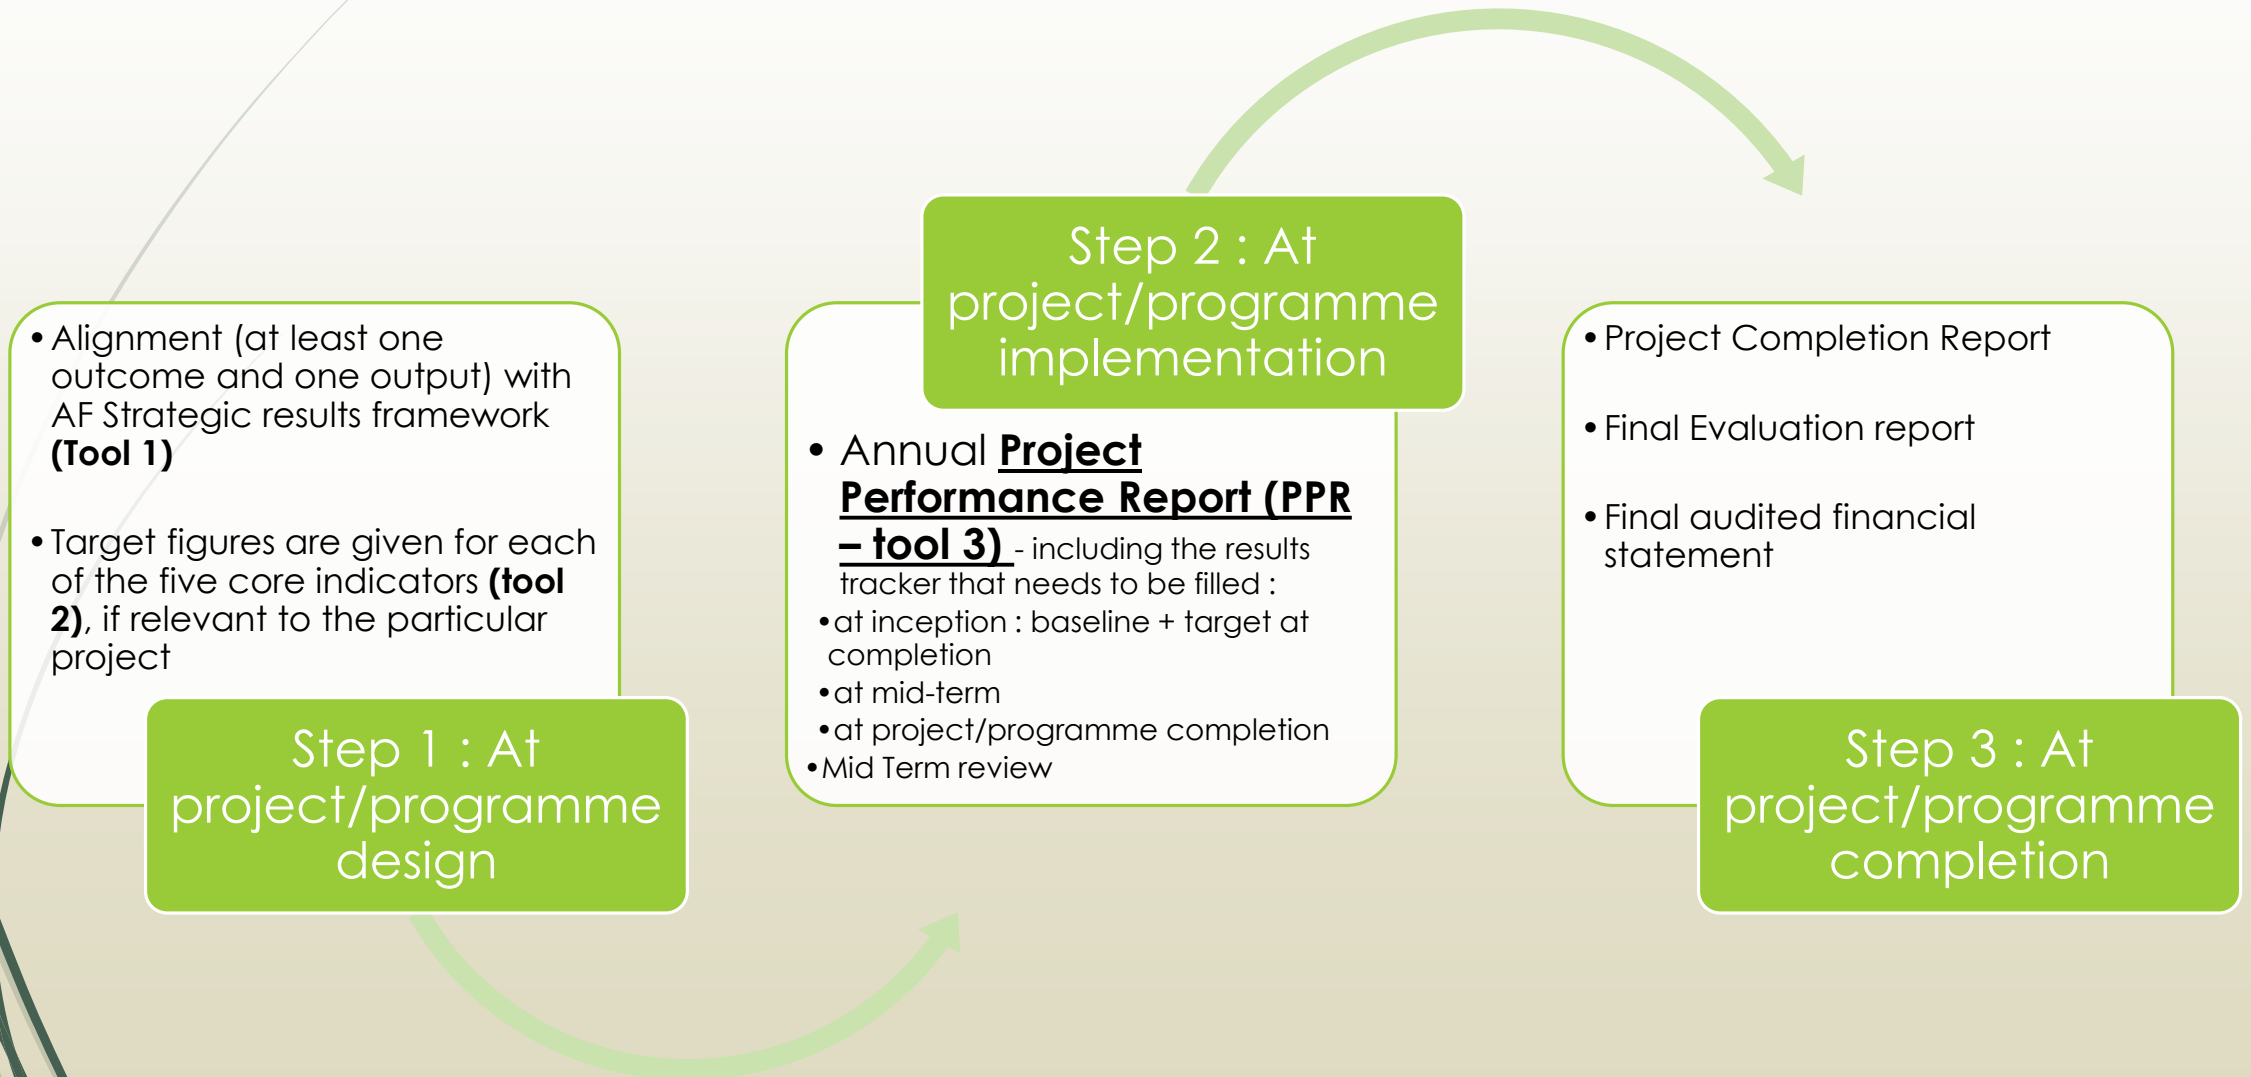 • Alignment (at least one
outcome and one output) with
AF Strategic results framework
(Tool 1)
• Target figures are given for each
of the five core indicators (tool
2), if relevant to the particular
project
Step 1 : At
project/programme
design
Step 2 : At
project/programme
implementation
• Annual Project
Performance Report (PPR
– tool 3) - including the results
tracker that needs to be filled :
•at inception : baseline + target at
completion
•at mid-term
•at project/programme completion
•Mid Term review
•Project Completion Report
•Final Evaluation report
•Final audited financial
statement
Step 3 : At
project/programme
completion